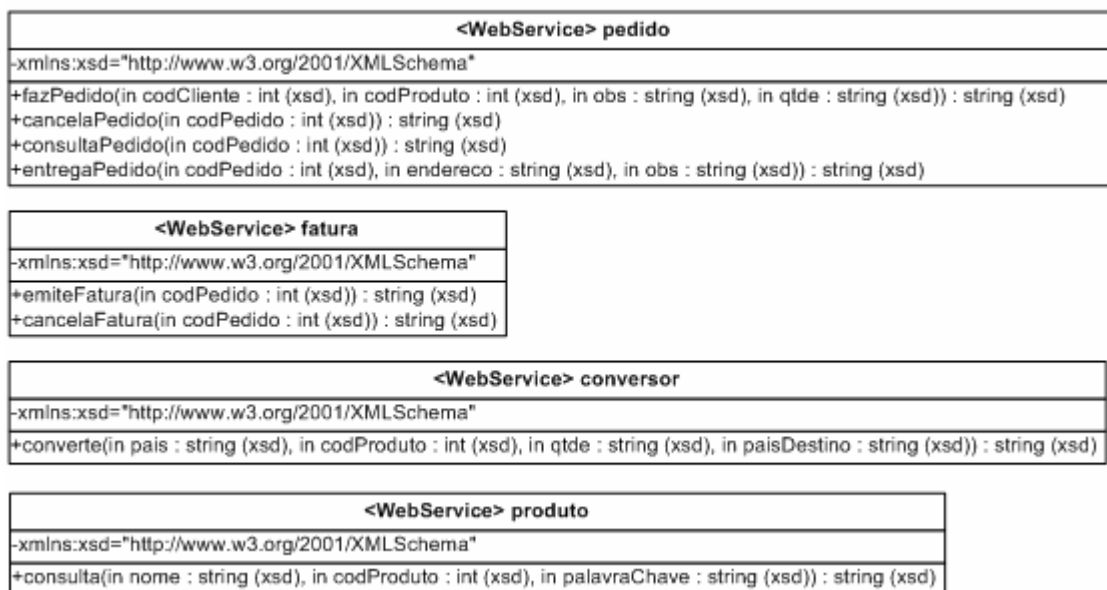 <WebService> pedido
-xmlns:xsd="http://www.w3.org/2001/XMLSchema"
+fazPedido(in codCliente : int (xsd), in codProduto : int (xsd), in obs : string (xsd), in qtde : string (xsd)) : string (xsd)
+cancelaPedido(in codPedido : int (xsd)) : string (xsd)
+consultaPedido(in codPedido : int (xsd)) : string (xsd)
+entregaPedido(in codPedido : int (xsd), in endereco : string (xsd), in obs : string (xsd)) : string (xsd)
<WebService> fatura
-xmlns:xsd="http://www.w3.org/2001/XMLSchema"
+emiteFatura(in codPedido : int (xsd)) : string (xsd)
+cancelaFatura(in codPedido : int (xsd)) : string (xsd)
<WebService> conversor
-xmlns:xsd="http://www.w3.org/2001/XMLSchema"
+converte(in pais : string (xsd), in codProduto : int (xsd), in qtde : string (xsd), in paisDestino : string (xsd)) : string (xsd)
<WebService> produto
-xmlns:xsd="http://www.w3.org/2001/XMLSchema"
+consulta(in nome : string (xsd), in codProduto : int (xsd), in palavraChave : string (xsd)) : string (xsd)